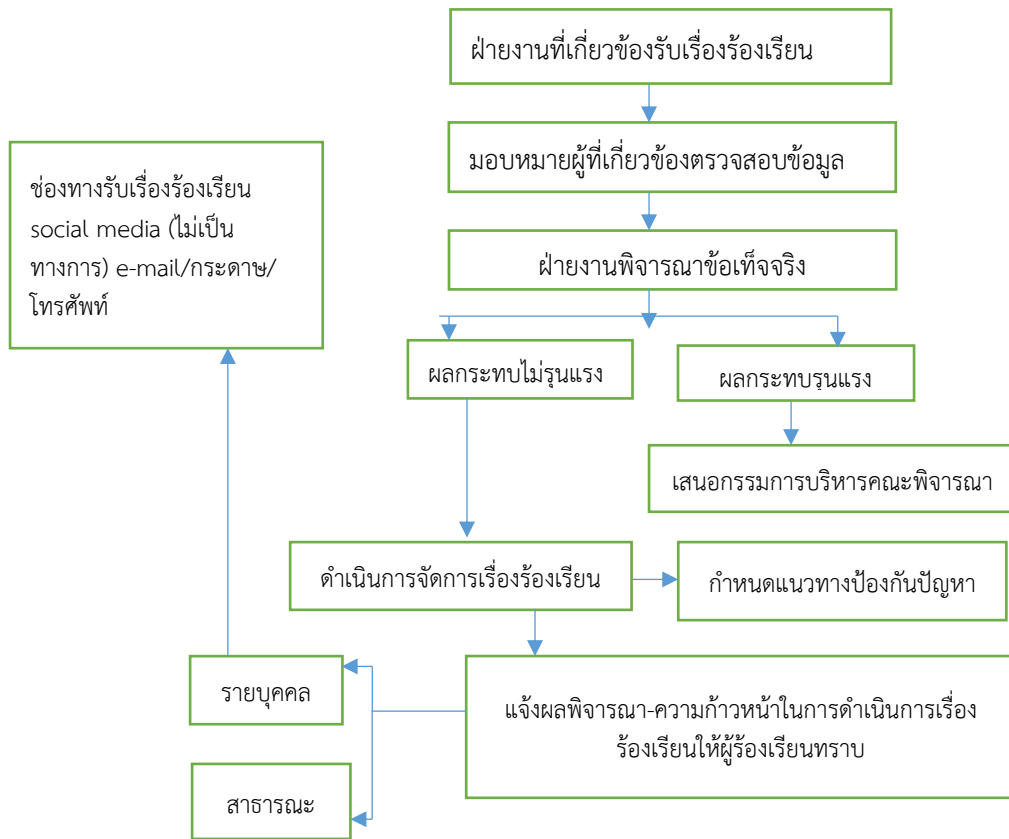 ฝ่ายงานที่เกี่ยวข้องรับเรื่องร้องเรียน
มอบหมายผู้ที่เกี่ยวข้องตรวจสอบข้อมูล
ช่องทางรับเรื่องร้องเรียน
social media (ไม่เป็น
ทางการ) e-mail/กระดาษ/
โทรศัพท์
ฝ่ายงานพิจารณาข้อเท็จจริง
ผลกระทบไม่รุนแรง
ผลกระทบรุนแรง
เสนอกรรมการบริหารคณะพิจารณา
ดำเนินการจัดการเรื่องร้องเรียน
กำหนดแนวทางป้องกันปัญหา
รายบุคคล
แจ้งผลพิจารณา-ความก้าวหน้าในการดำเนินการเรื่อง
ร้องเรียนให้ผู้ร้องเรียนทราบ
สาธารณะ